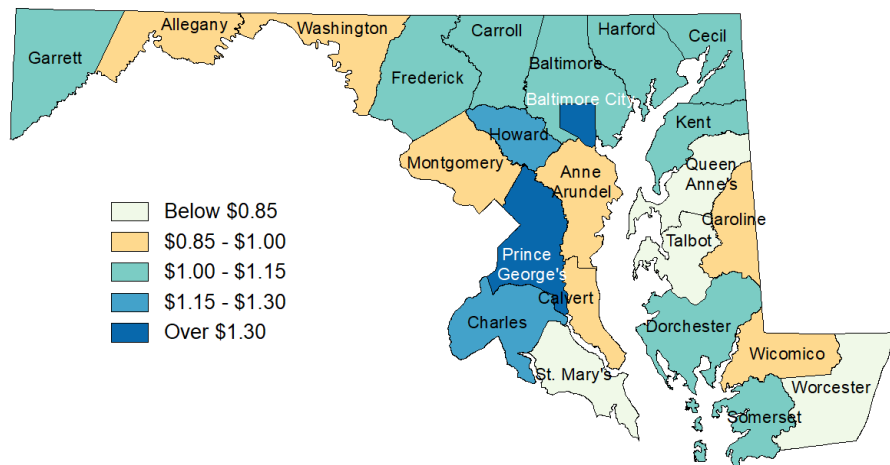 Garrett
Allegany
Washington
Frederick
Carroll
Baltimore
Harford
Cecil
Baltimore City
Howard
Kent
Montgomery
Anne
Arundel
Queen
Anne's
Caroline
Talbot
Prince
George's
Calvert
Charles
St. Mary's
Dorchester
Wicomico
Worcester
Somerset
Below $0.85
$0.85 - $1.00
$1.00 - $1.15
$1.15 - $1.30
Over $1.30